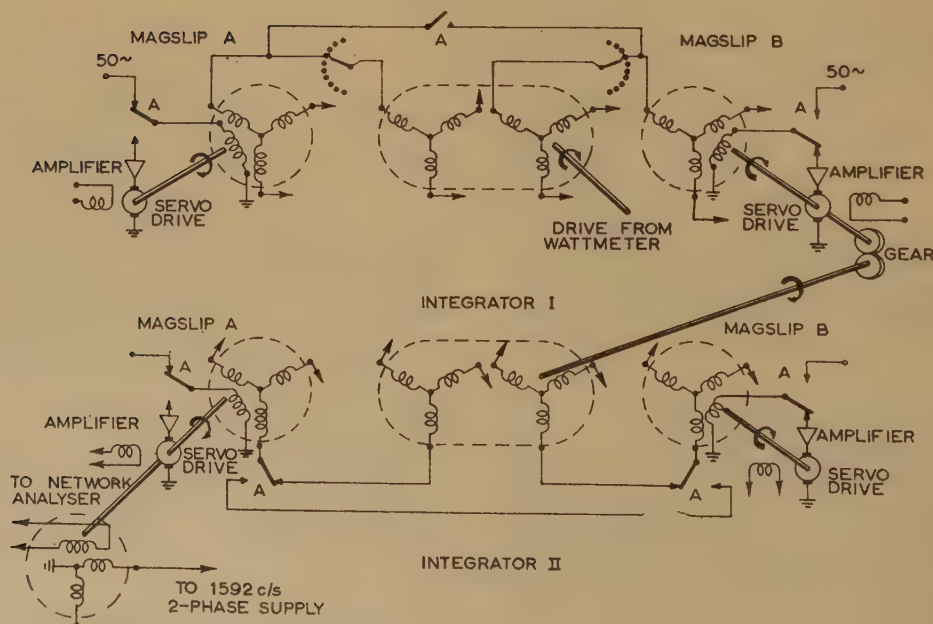 MAGSLIP A
A
MAGSLIP B
50~
50~
A
A
AMPLIFIER
AMPLIFIER
SERVO
DRIVE
DRIVE FROM
WATTMETER
SERVO
DRIVE
GEAR
INTEGRATOR I
MAGSLIP A
MAGSLIP B
A
A
AMPLIFIER
AMPLIFIER
SERVO
DRIVE
SERVO
DRIVE
TO NETWORK
ANALYSER
A
A
INTEGRATOR II
TO 1592 c/s
2-PHASE SUPPLY